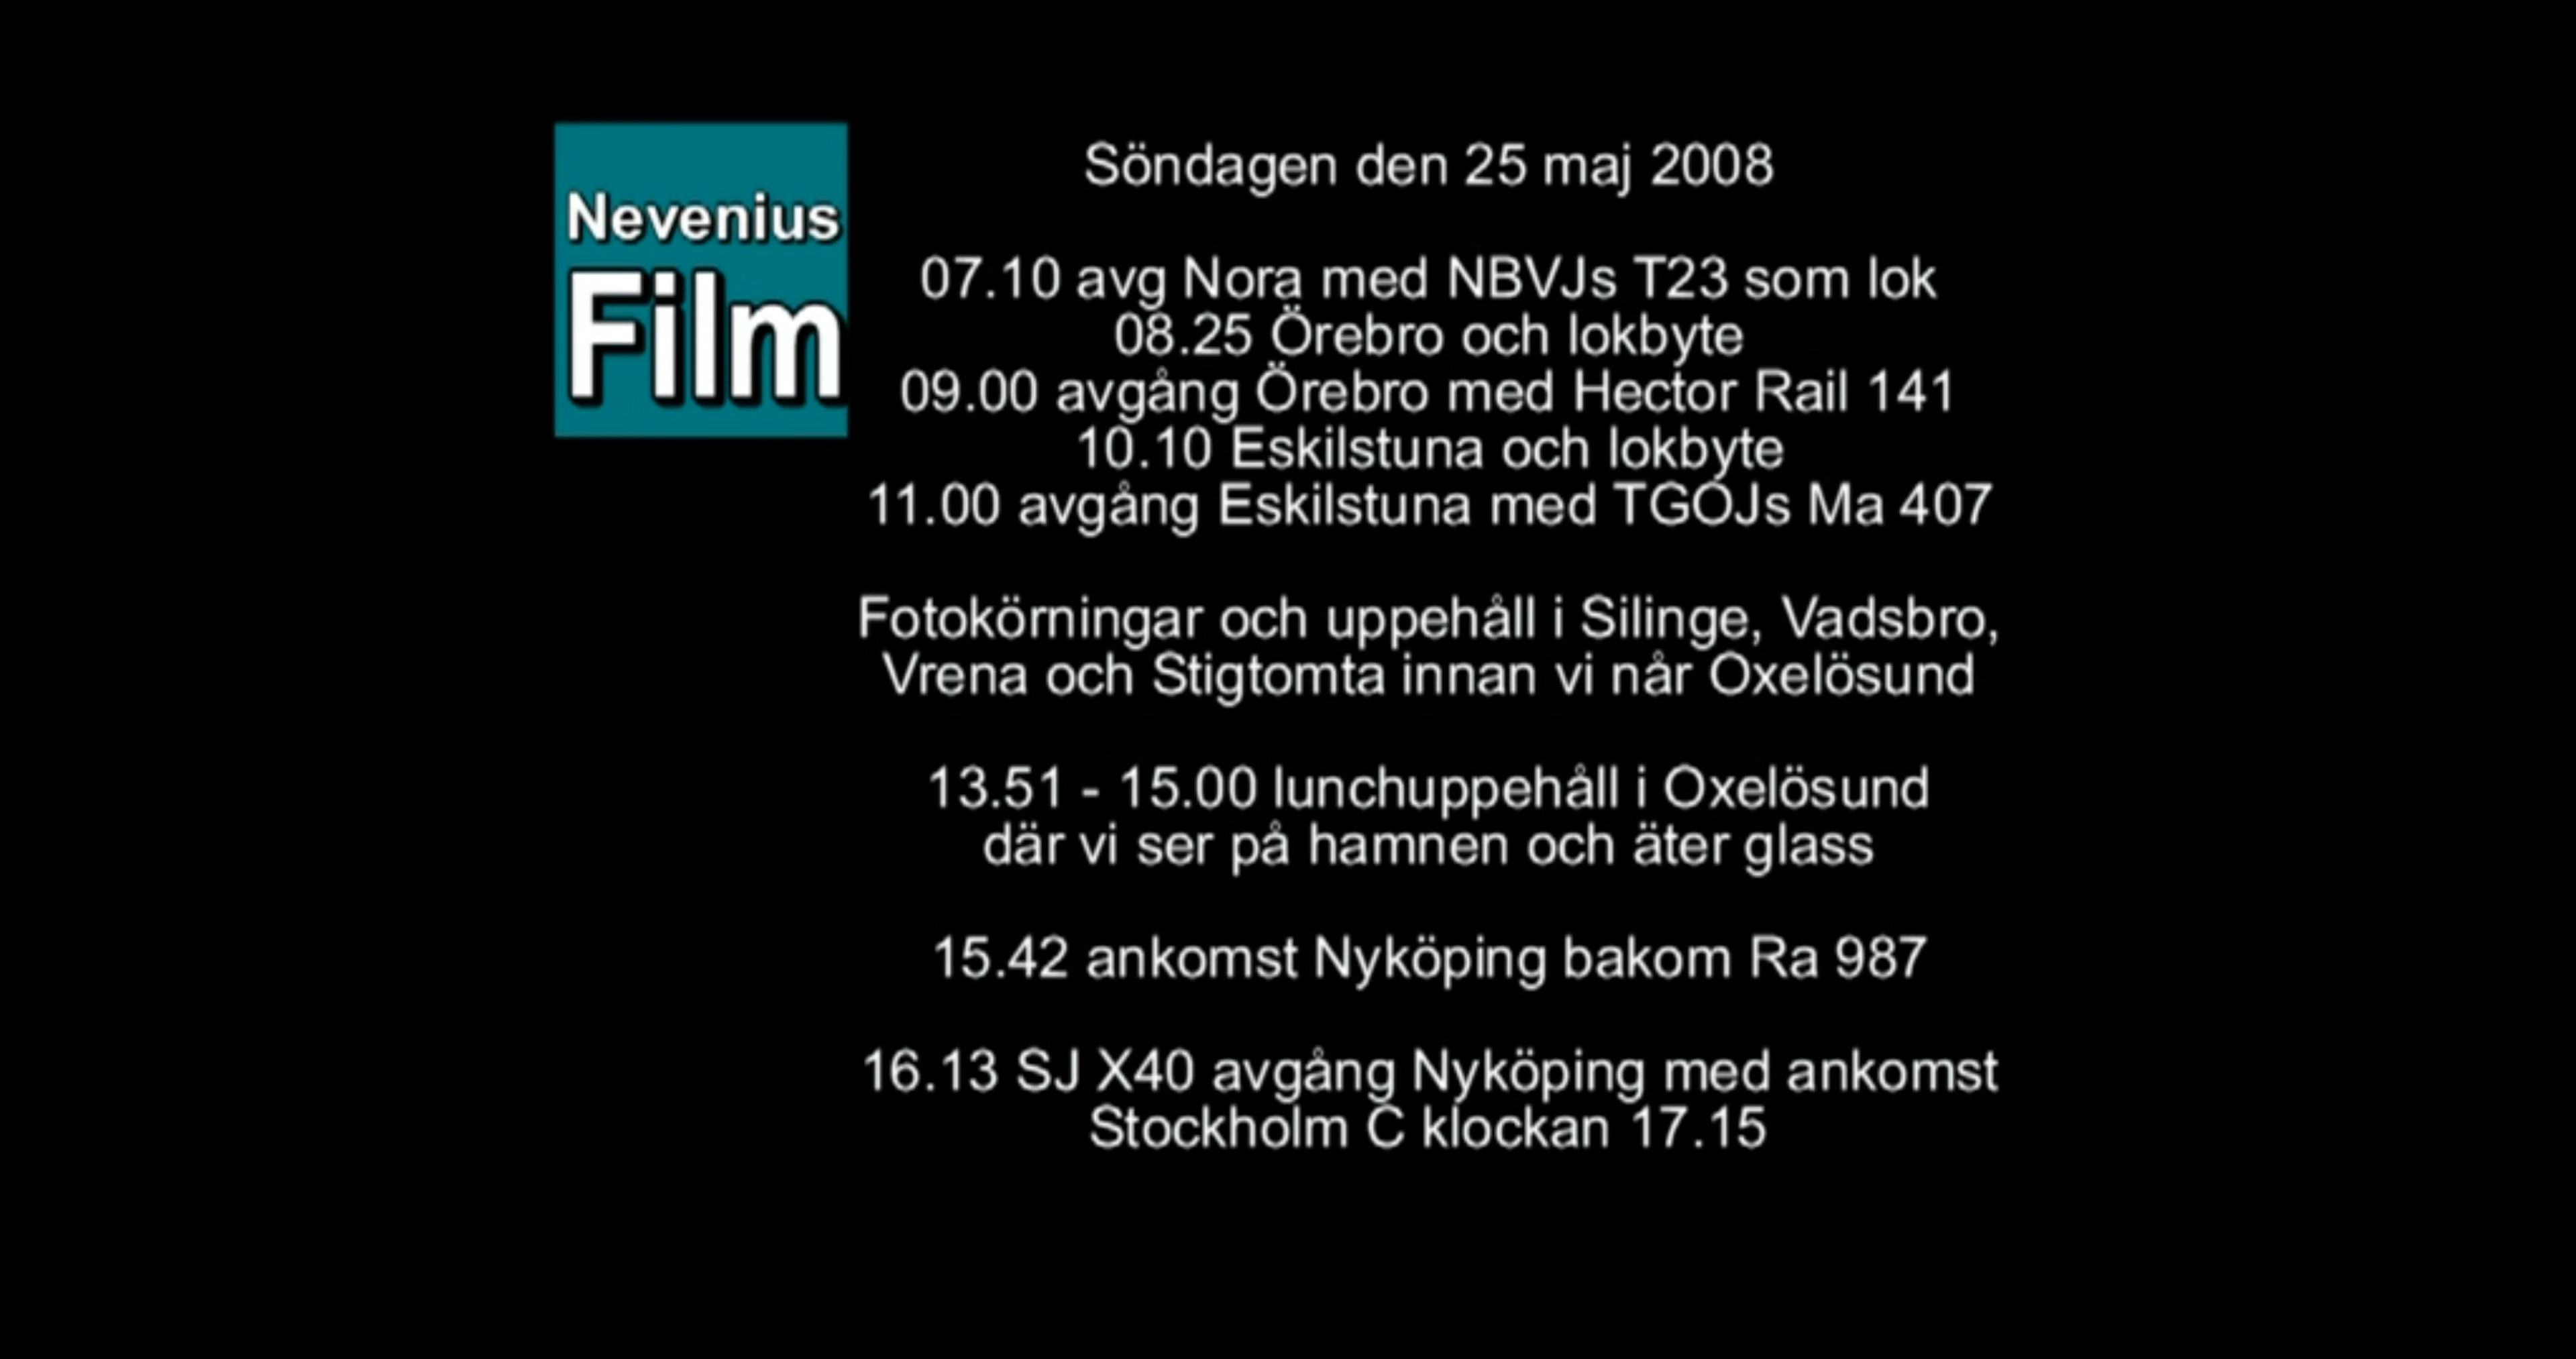 Nevenius
Film
Söndagen den 25 maj 2008
07.10 avg Nora med NBVJs T23 som lok
08.25 Örebro och lokbyte
09.00 avgång Örebro med Hector Rail 141
10.10 Eskilstuna och lokbyte
11.00 avgång Eskilstuna med TGOJs Ma 407
Fotokörningar och uppehåll i Silinge, Vadsbro,
Vrena och Stigtomta innan vi når Oxelösund
13.51 - 15.00 lunchuppehåll i Oxelösund
där vi ser på hamnen och äter glass
15.42 ankomst Nyköping bakom Ra 987
16.13 SJ X40 avgång Nyköping med ankomst
Stockholm C klockan 17.15